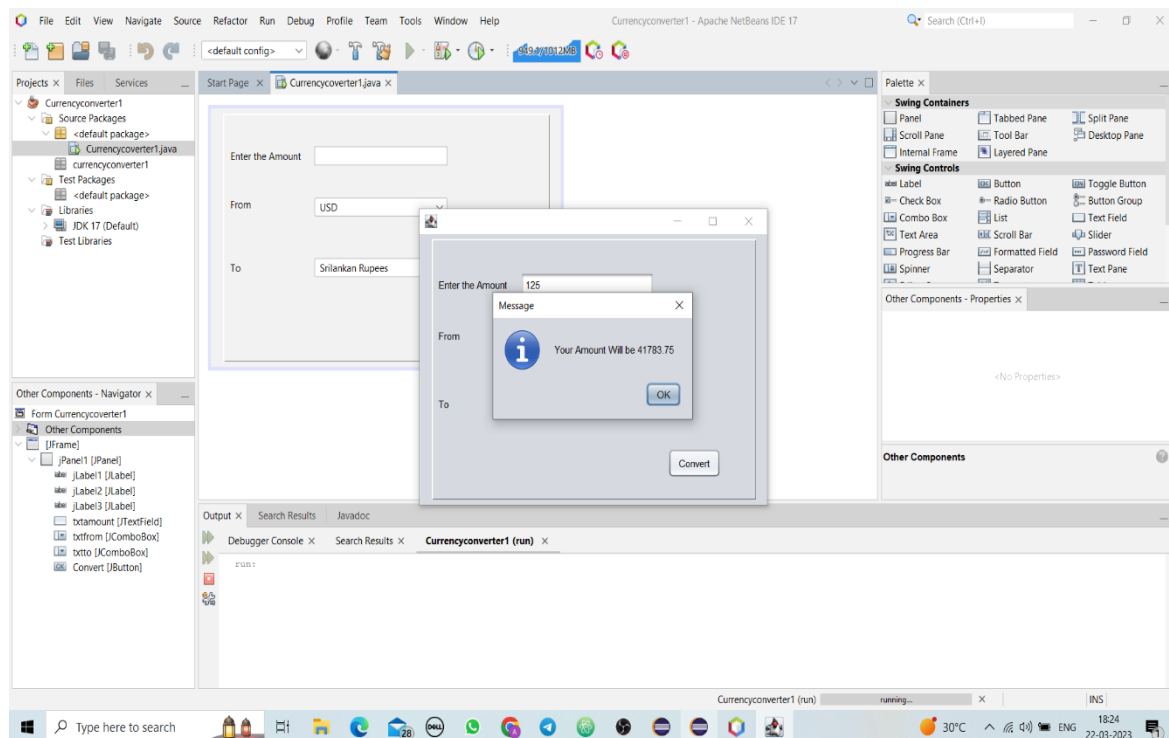 File Edit View Navigate Source Refactor Run Debug Profile Team Tools Window Help
Currencyconverter1 - Apache NetBeans IDE 17
Search (Ctrl+I)
<default config>
Projects
Files
Services
Currencyconverter1
Source Packages
<default package>
Currencycoverter1.java
currencyconverter1
Test Packages
<default package>
Libraries
JDK 17 (Default)
Test Libraries
Start Page
Currencycoverter1.java
Enter the Amount
From
USD
To
Srilankan Rupees
Enter the Amount 125
From
To
Message
Your Amount Will be 41783.75
OK
Convert
Palette
Swing Containers
Panel Tabbed Pane Split Pane
Scroll Pane Tool Bar Desktop Pane
Internal Frame Layered Pane
Swing Controls
Label Button Toggle Button
Check Box Radio Button Button Group
Combo Box List Text Field
Text Area Scroll Bar Slider
Progress Bar Formatted Field Password Field
Spinner Separator Text Pane
Other Components - Properties
<No Properties>
Other Components
Other Components - Navigator
Form Currencycoverter1
Other Components
[JFrame]
jPanel1 [JPanel]
jLabel1 [JLabel]
jLabel2 [JLabel]
jLabel3 [JLabel]
txtamount [JTextField]
txtfrom [JComboBox]
txtto [JComboBox]
Convert [JButton]
Output Search Results Javadoc
Debugger Console Search Results Currencyconverter1 (run)
run:
Currencyconverter1 (run) running... INS
Type here to search
28
DELL
30°C ENG 18:24
22-03-2023